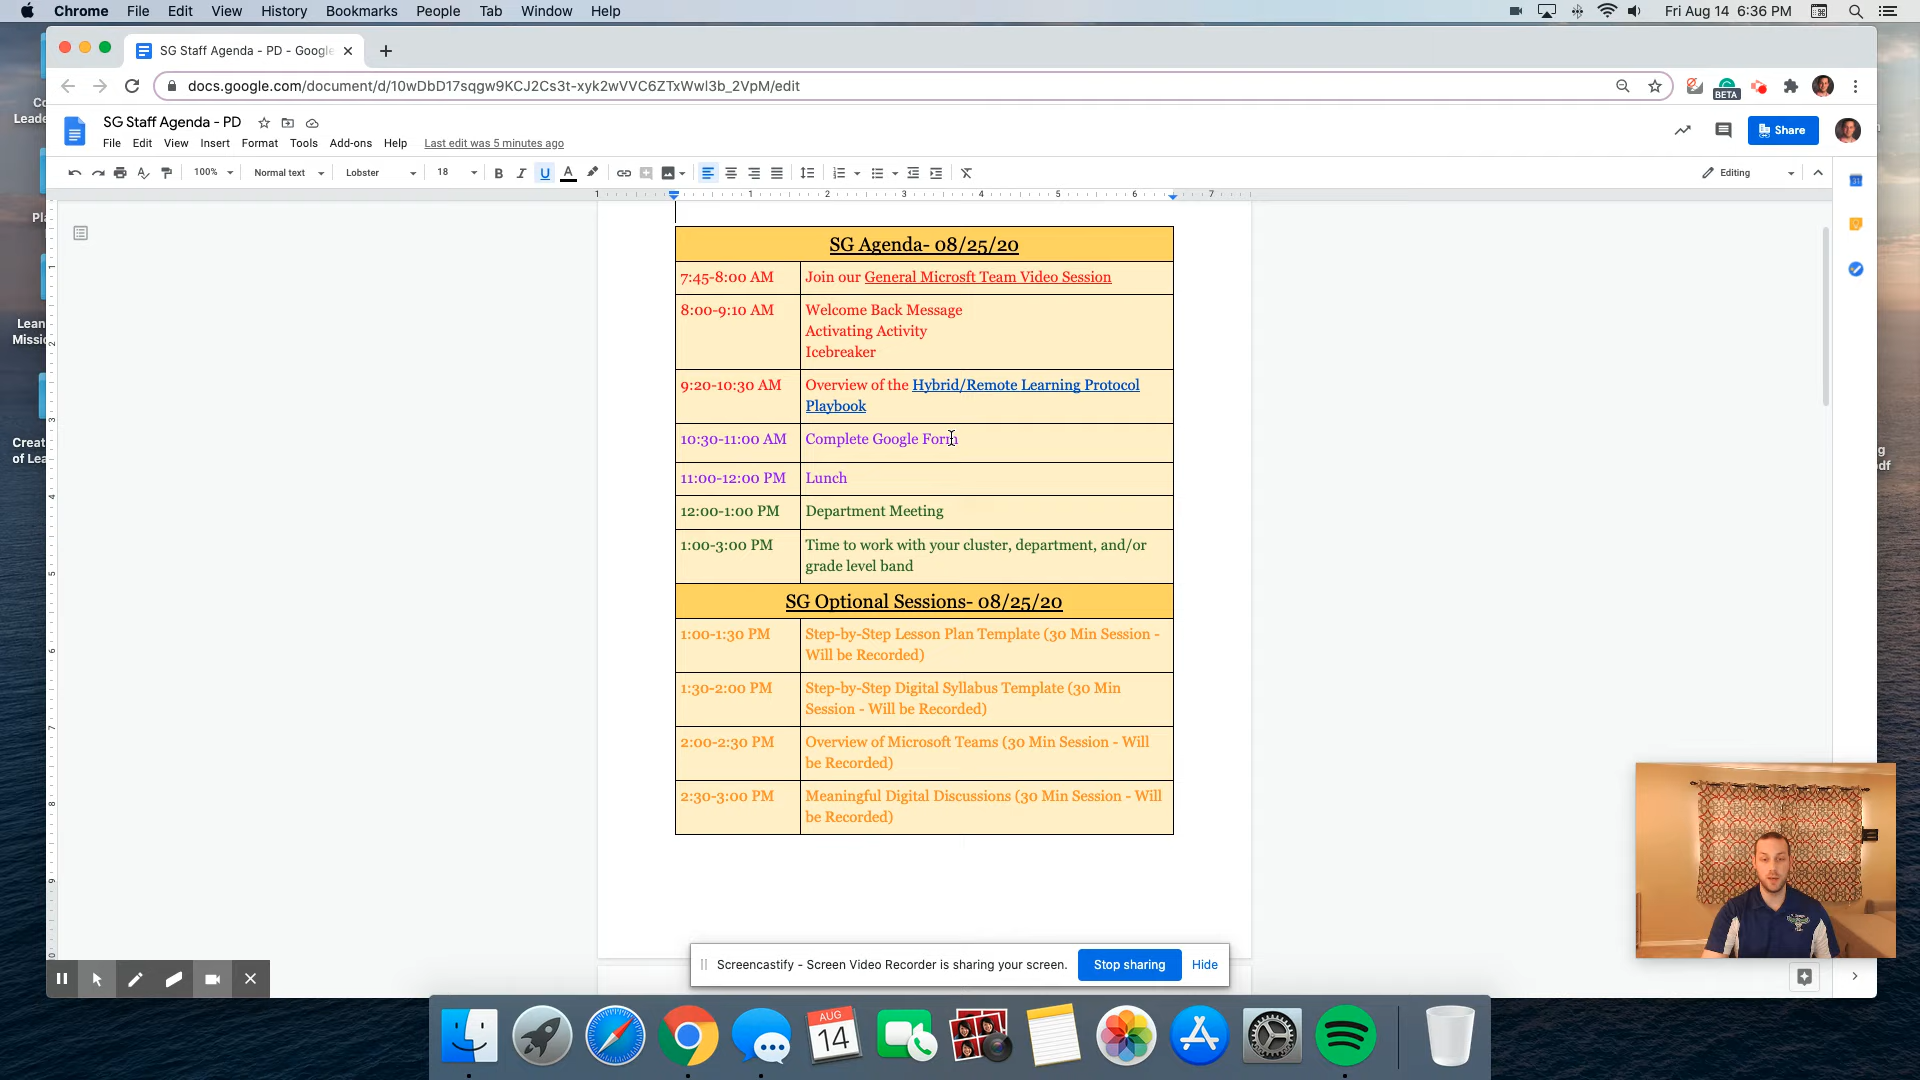 Chrome File Edit View History Bookmarks People Tab Window Help
Fri Aug 14 6:36 PM
SG Staff Agenda - PD - Google
docs.google.com/document/d/10wDbD17sqgw9KCJ2Cs3t-xyk2wVVC6ZTxWwl3b_2VpM/edit
BETA
SG Staff Agenda - PD
File Edit View Insert Format Tools Add-ons Help Last edit was 5 minutes ago
Share
100% Normal text Lobster 18 B I U A Editing
1 1 2 3 4 5 6 7
SG Agenda- 08/25/20
7:45-8:00 AM Join our General Microsft Team Video Session
8:00-9:10 AM Welcome Back Message
Activating Activity
Icebreaker
9:20-10:30 AM Overview of the Hybrid/Remote Learning Protocol
Playbook
10:30-11:00 AM Complete Google Form
11:00-12:00 PM Lunch
12:00-1:00 PM Department Meeting
1:00-3:00 PM Time to work with your cluster, department, and/or
grade level band
SG Optional Sessions- 08/25/20
1:00-1:30 PM Step-by-Step Lesson Plan Template (30 Min Session -
Will be Recorded)
1:30-2:00 PM Step-by-Step Digital Syllabus Template (30 Min
Session - Will be Recorded)
2:00-2:30 PM Overview of Microsoft Teams (30 Min Session - Will
be Recorded)
2:30-3:00 PM Meaningful Digital Discussions (30 Min Session - Will
be Recorded)
Screencastify - Screen Video Recorder is sharing your screen. Stop sharing Hide
AUG
14